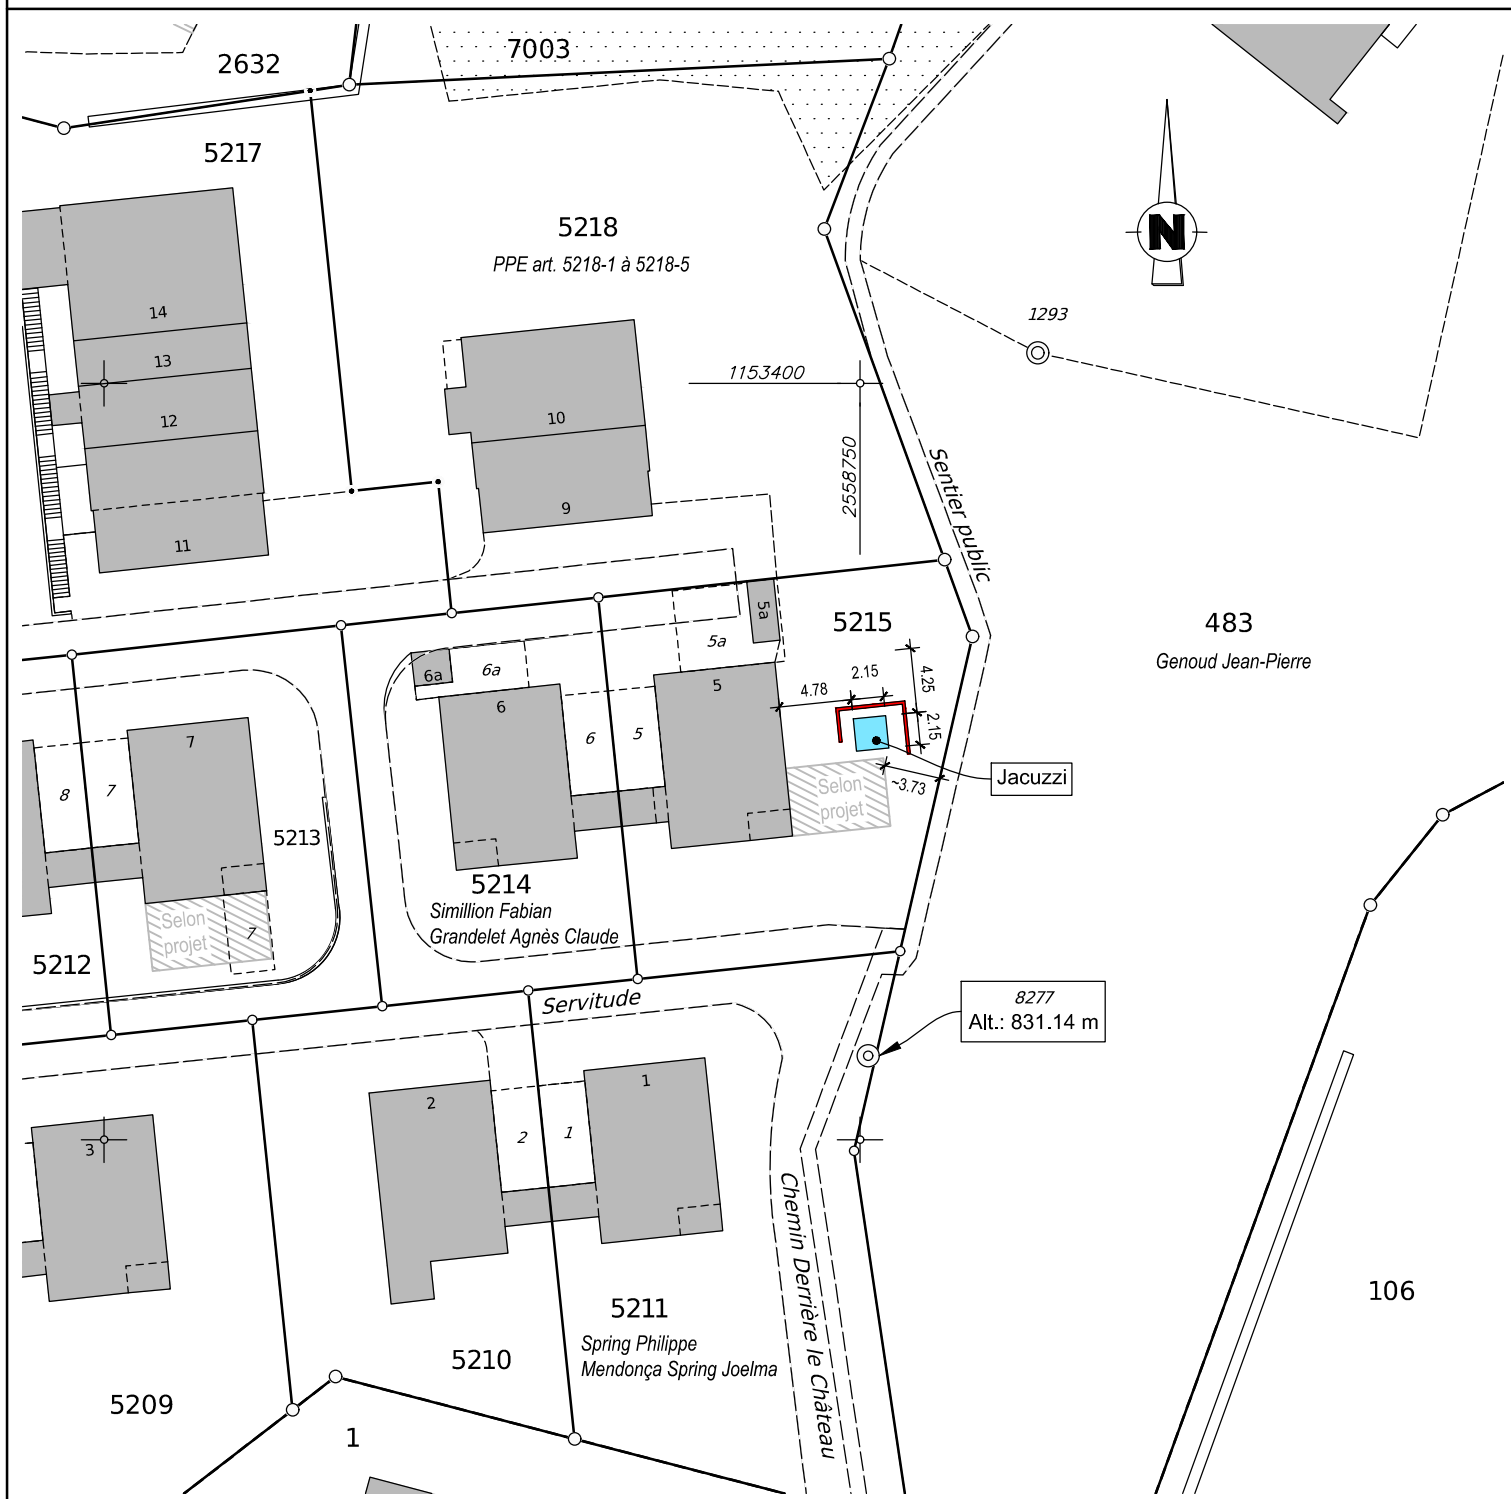 2632
7003
5217
5218
PPE art. 5218-1 à 5218-5
N
1293
14
13
12
11
10
9
1153400
2558750
Sentier public
5215
483
Genoud Jean-Pierre
5a
5a
6a
6a
5
6
6
5
4.78
2.15
4.25
2.15
~3.73
Jacuzzi
Selon
projet
7
8
7
5213
5214
Simillion Fabian
Grandelet Agnès Claude
Selon
projet
7
5212
Servitude
8277
Alt.: 831.14 m
1
2
2
1
3
Chemin Derrière le Château
106
5211
Spring Philippe
Mendonça Spring Joelma
5210
5209
1